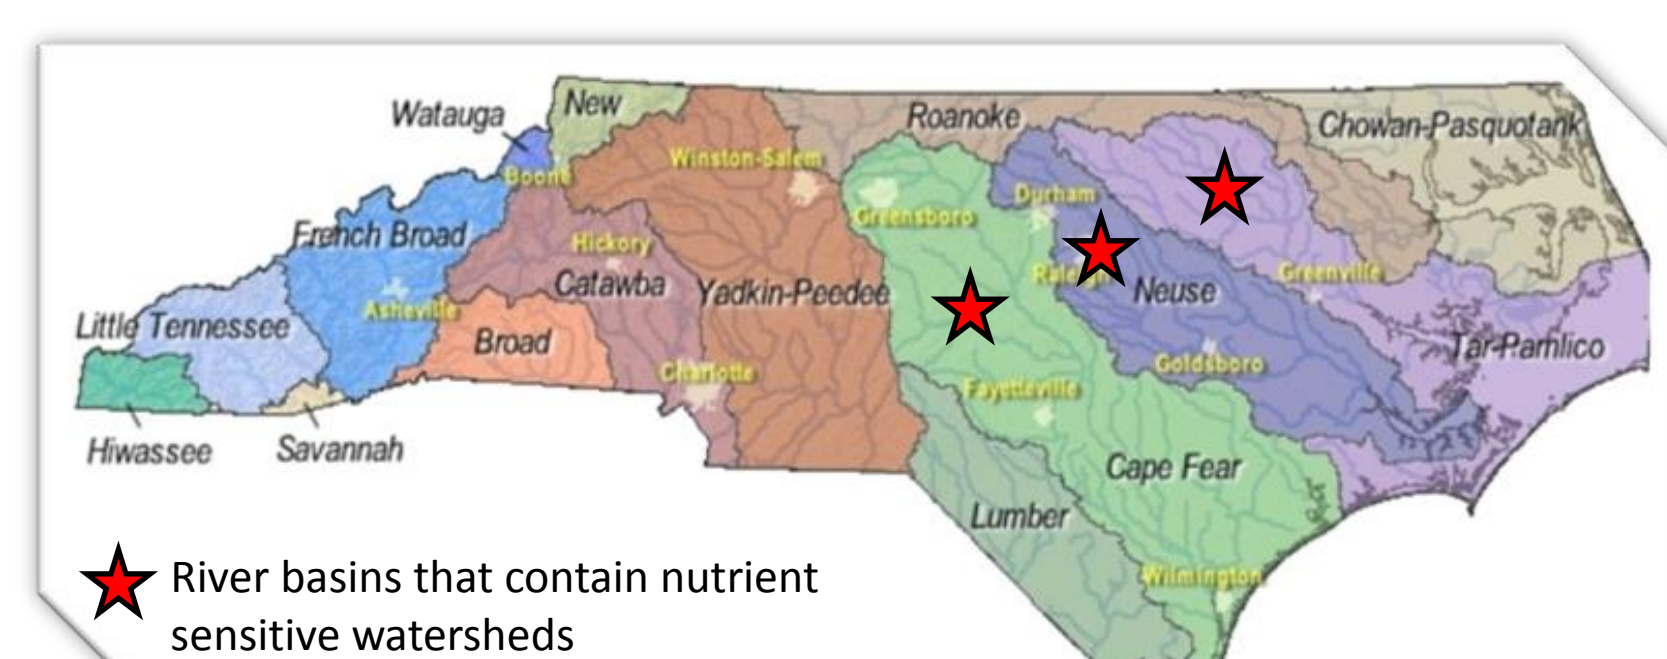 New
Watauga
Roanoke
Chowan-Pasquotank
Winston-Salem
Boone
Durham
Greensboro
French Broad
Hickory
Greenville
Catawba
Yadkin-Peedee
Neuse
Asheville
Little Tennessee
Broad
Tar-Pamlico
Goldsboro
Charlotte
Fayetteville
Hiwassee
Savannah
Cape Fear
Lumber
Wilmington
River basins that contain nutrient
sensitive watersheds